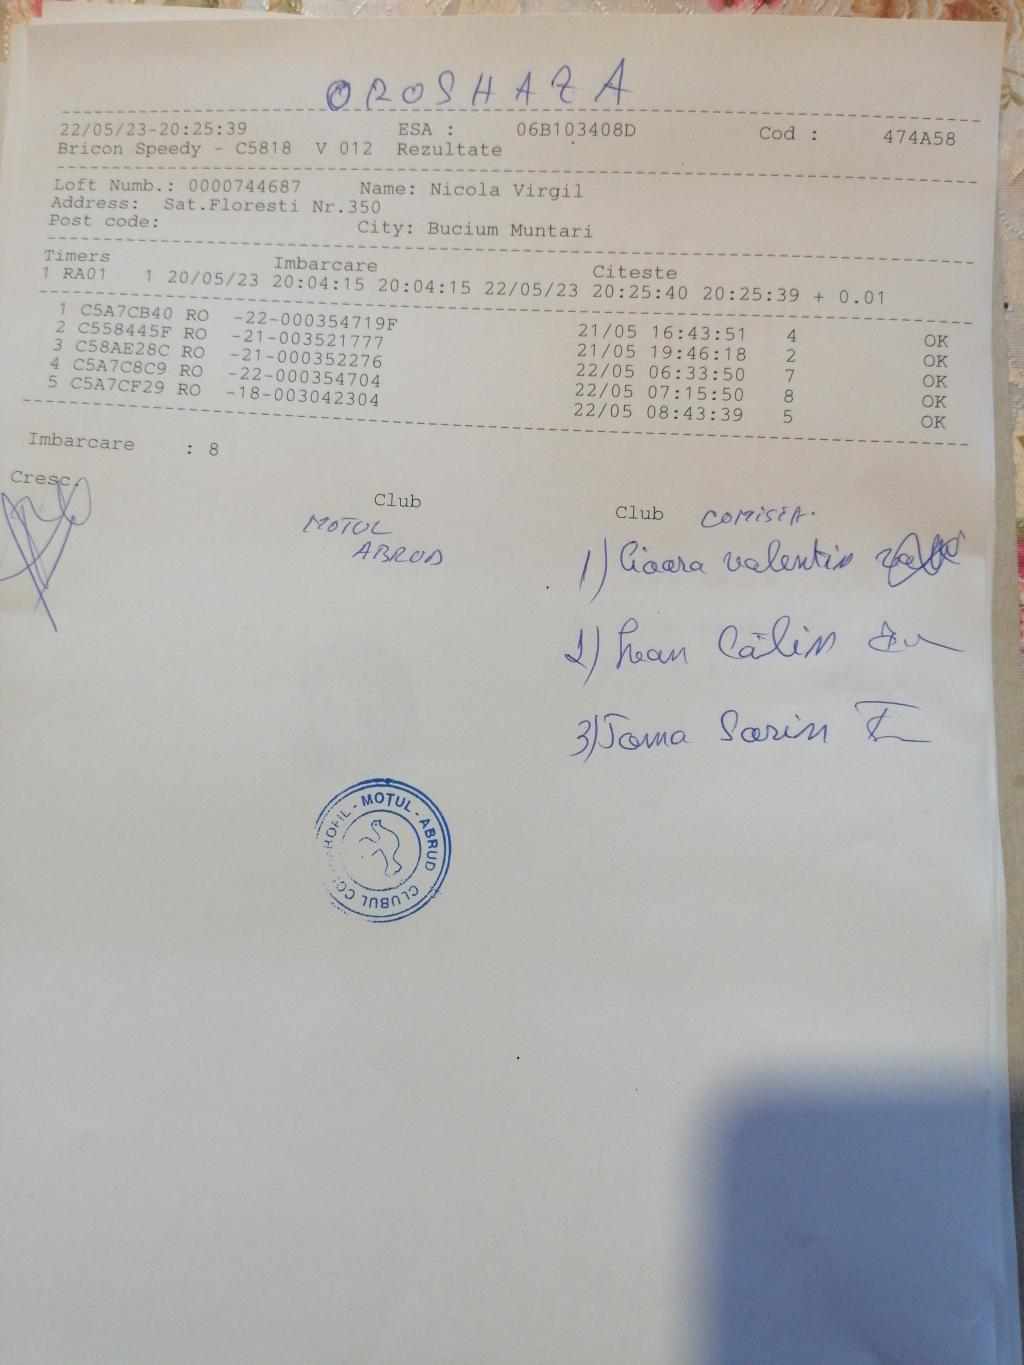 OROSHAZA
22/05/23-20:25:39 ESA : 06B103408D Cod : 474A58
Bricon Speedy - C5818 V 012 Rezultate
Loft Numb.: 0000744687 Name: Nicola Virgil
Address: Sat.Floresti Nr.350
Post code: City: Bucium Muntari
Timers Imbarcare Citeste
1 RA01 1 20/05/23 20:04:15 20:04:15 22/05/23 20:25:40 20:25:39 + 0.01
1 C5A7CB40 RO -22-000354719F 21/05 16:43:51 4 OK
2 C558445F RO -21-003521777 21/05 19:46:18 2 OK
3 C58AE28C RO -21-000352276 22/05 06:33:50 7 OK
4 C5A7C8C9 RO -22-000354704 22/05 07:15:50 8 OK
5 C5A7CF29 RO -18-003042304 22/05 08:43:39 5 OK
Imbarcare : 8
Cresc.
Club
MOTUL
ABRUD
Club COMISIA.
1) Cioara valentin
2) Călin
3) Toma Sorin
MOȚUL - ABRUD CLUBUL